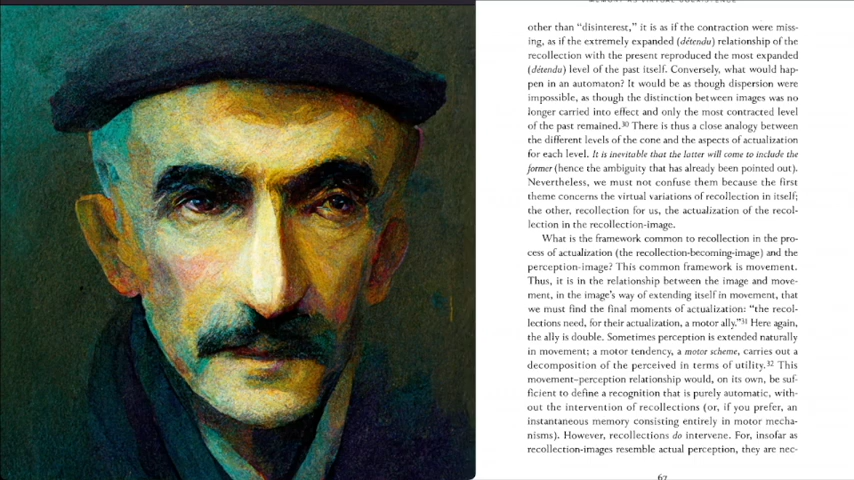 other than “disinterest,” it is as if the contraction were miss-
ing, as if the extremely expanded (détendu) relationship of the
recollection with the present reproduced the most expanded
(détendu) level of the past itself. Conversely, what would hap-
pen in an automaton? It would be as though dispersion were
impossible, as though the distinction between images was no
longer carried into effect and only the most contracted level
of the past remained.30 There is thus a close analogy between
the different levels of the cone and the aspects of actualization
for each level. It is inevitable that the latter will come to include the
former (hence the ambiguity that has already been pointed out).
Nevertheless, we must not confuse them because the first
theme concerns the virtual variations of recollection in itself;
the other, recollection for us, the actualization of the recol-
lection in the recollection-image.
What is the framework common to recollection in the pro-
cess of actualization (the recollection-becoming-image) and the
perception-image? This common framework is movement.
Thus, it is in the relationship between the image and move-
ment, in the image’s way of extending itself in movement, that
we must find the final moments of actualization: “the recol-
lections need, for their actualization, a motor ally.”31 Here again,
the ally is double. Sometimes perception is extended naturally
in movement; a motor tendency, a motor scheme, carries out a
decomposition of the perceived in terms of utility.32 This
movement–perception relationship would, on its own, be suf-
ficient to define a recognition that is purely automatic, with-
out the intervention of recollections (or, if you prefer, an
instantaneous memory consisting entirely in motor mecha-
nisms). However, recollections do intervene. For, insofar as
recollection-images resemble actual perception, they are nec-
67